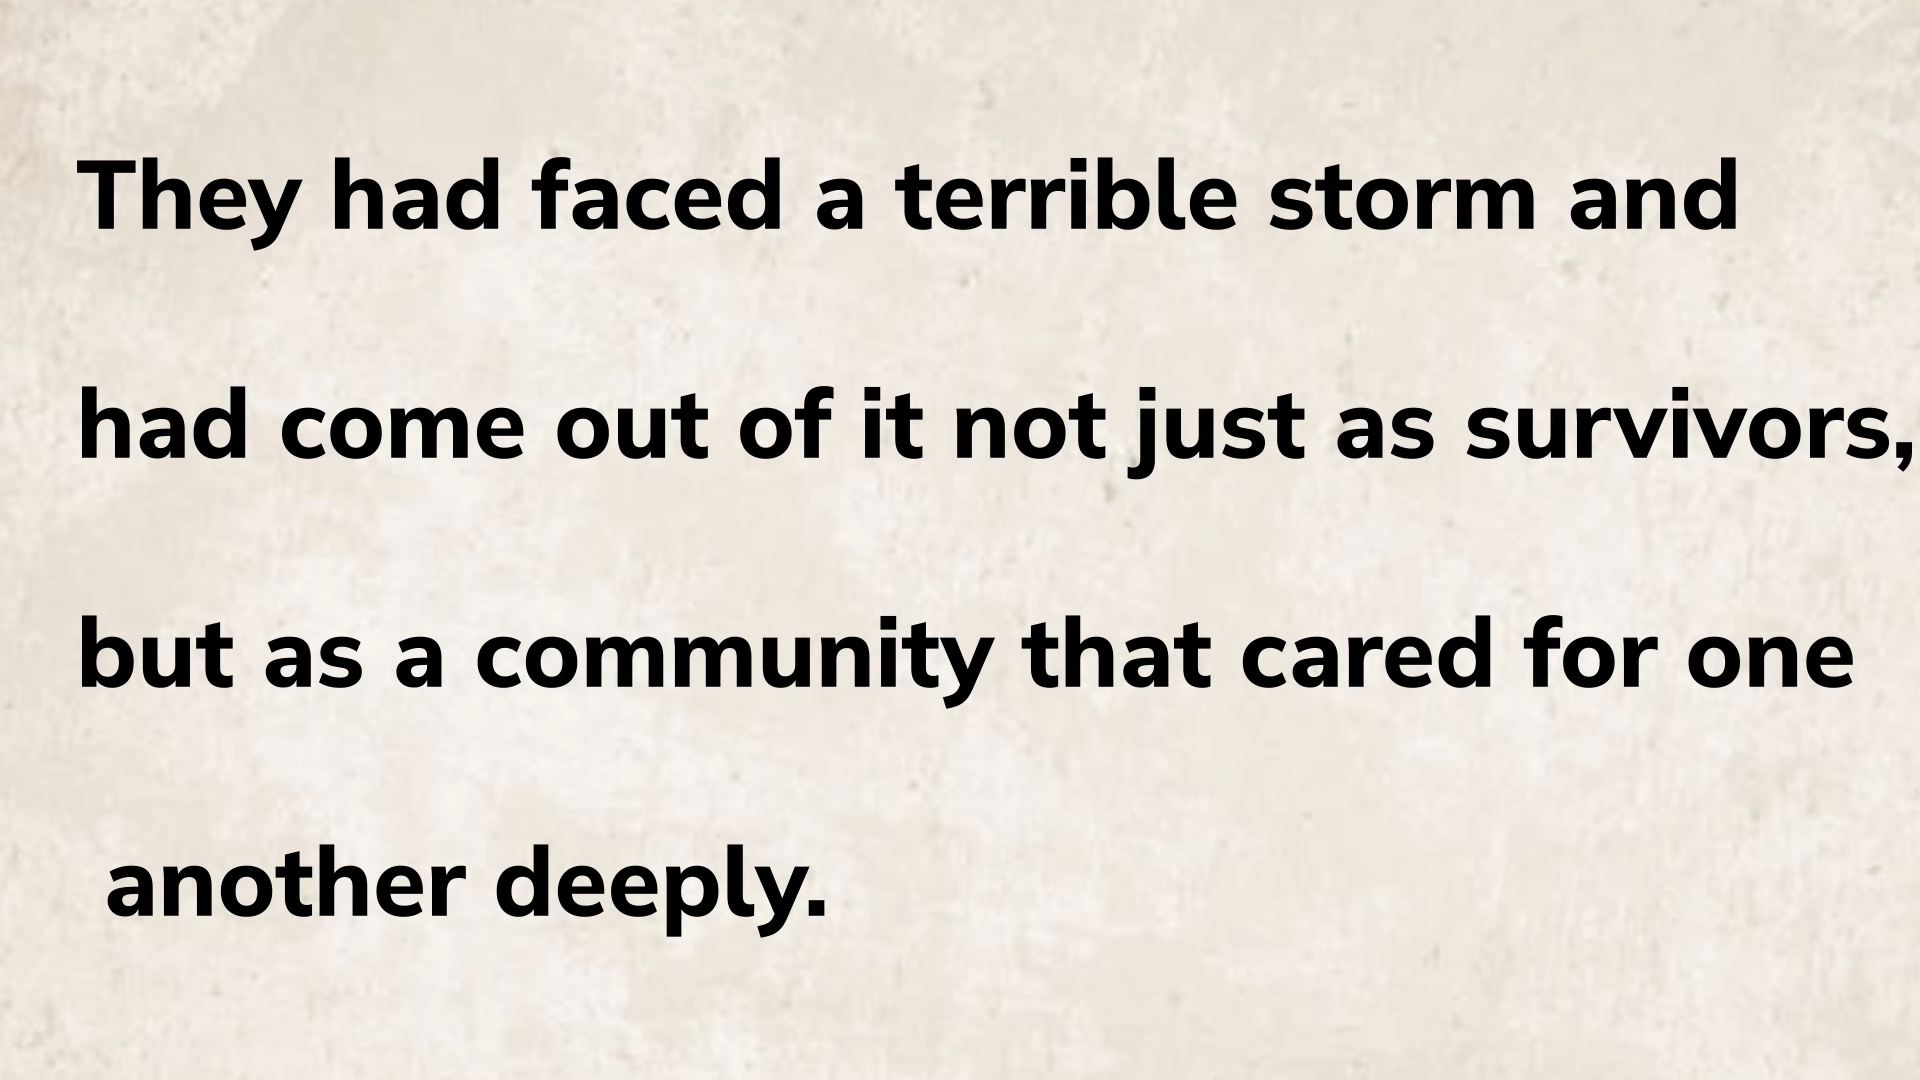 They had faced a terrible storm and
had come out of it not just as survivors,
but as a community that cared for one
another deeply.